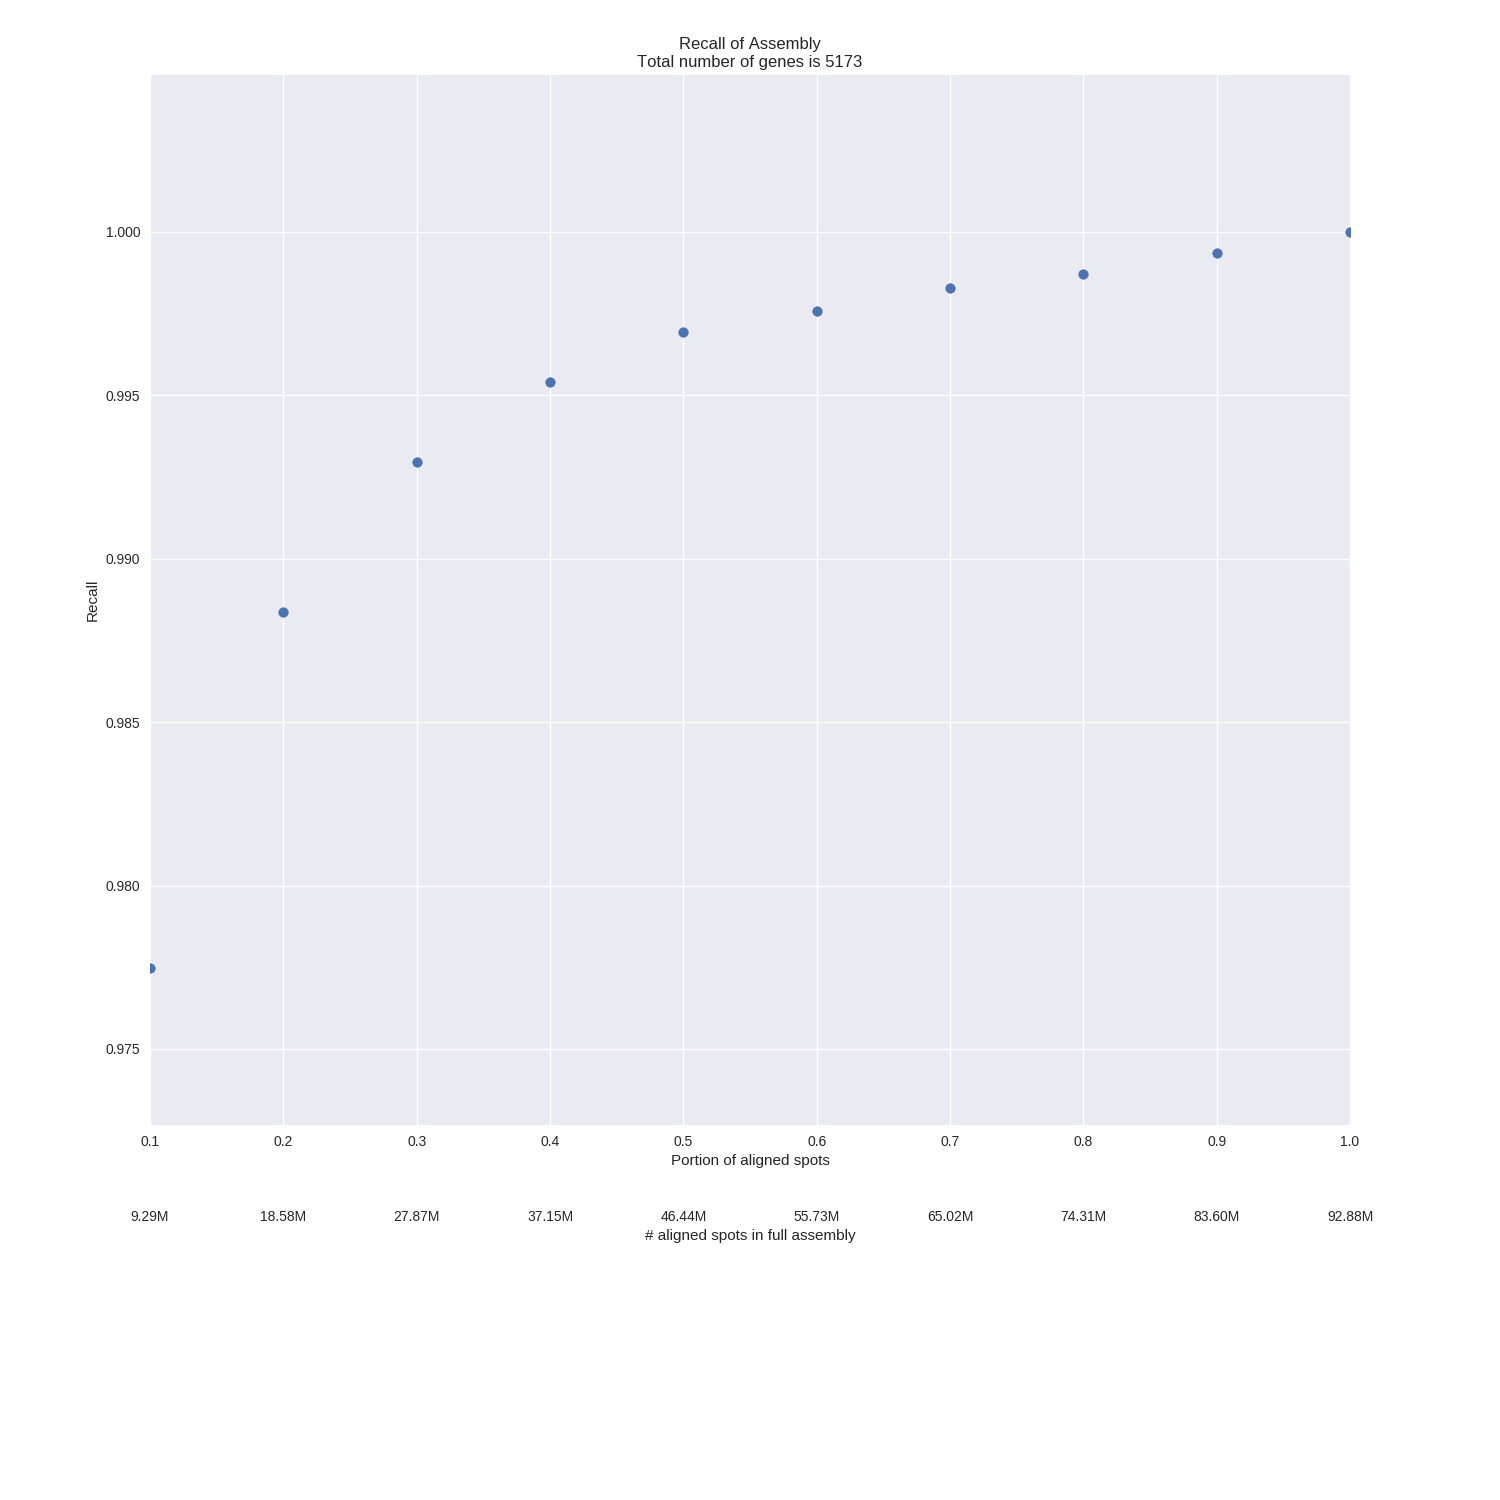 Recall of Assembly
Total number of genes is 5173
1.000
0.995
0.990
Recall
0.985
0.980
0.975
0.1 0.2 0.3 0.4 0.5 0.6 0.7 0.8 0.9 1.0
Portion of aligned spots
9.29M 18.58M 27.87M 37.15M 46.44M 55.73M 65.02M 74.31M 83.60M 92.88M
# aligned spots in full assembly